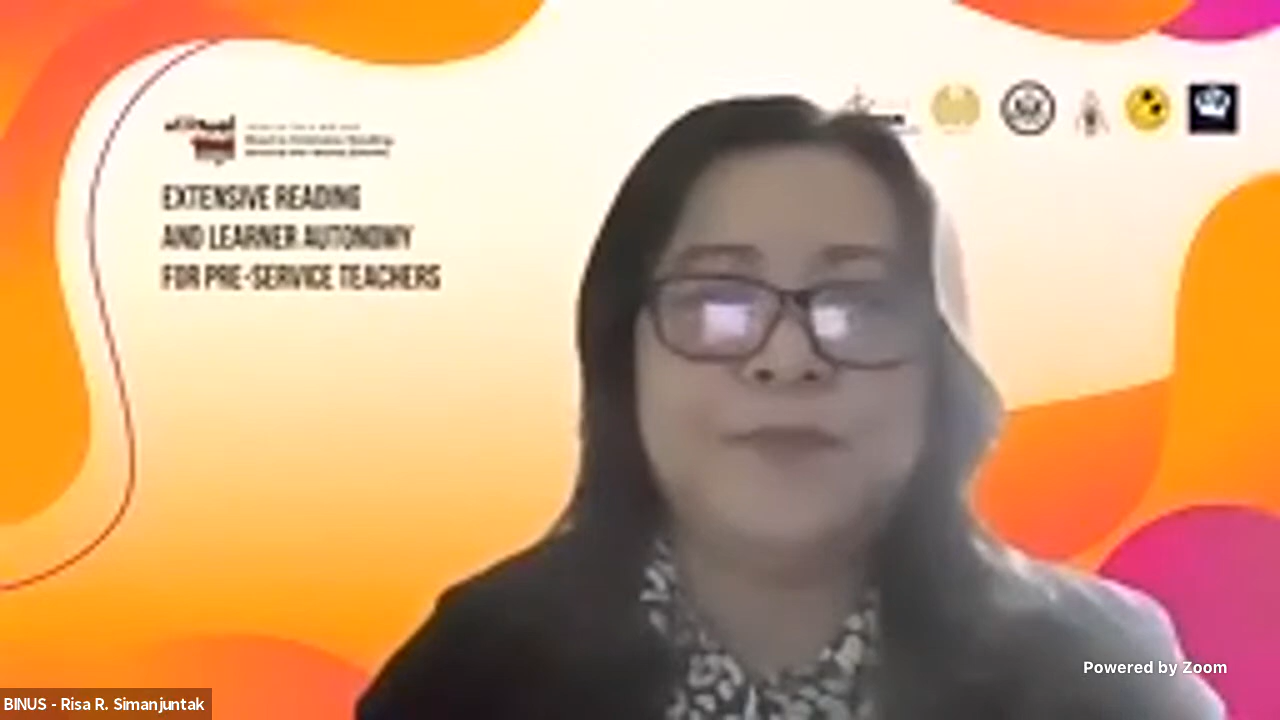 EXTENSIVE READING
AND LEARNER AUTONOMY
FOR PRE-SERVICE TEACHERS
Powered by Zoom
BINUS - Risa R. Simanjuntak